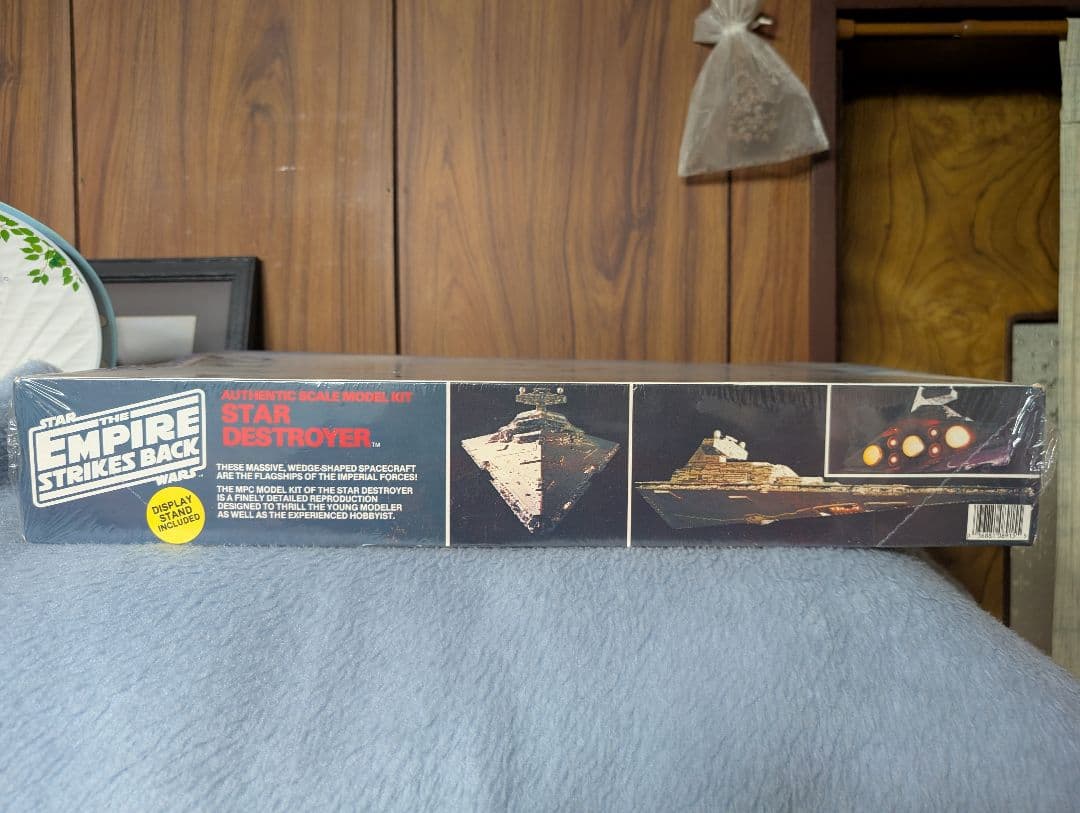 STAR
THE
EMPIRE
STRIKES BACK
WARS
DISPLAY
STAND
INCLUDED
AUTHENTIC SCALE MODEL KIT
STAR
DESTROYER™
THESE MASSIVE, WEDGE-SHAPED SPACECRAFT
ARE THE FLAGSHIPS OF THE IMPERIAL FORCES!
THE MPC MODEL KIT OF THE STAR DESTROYER
IS A FINELY DETAILED REPRODUCTION
DESIGNED TO THRILL THE YOUNG MODELER
AS WELL AS THE EXPERIENCED HOBBYIST.